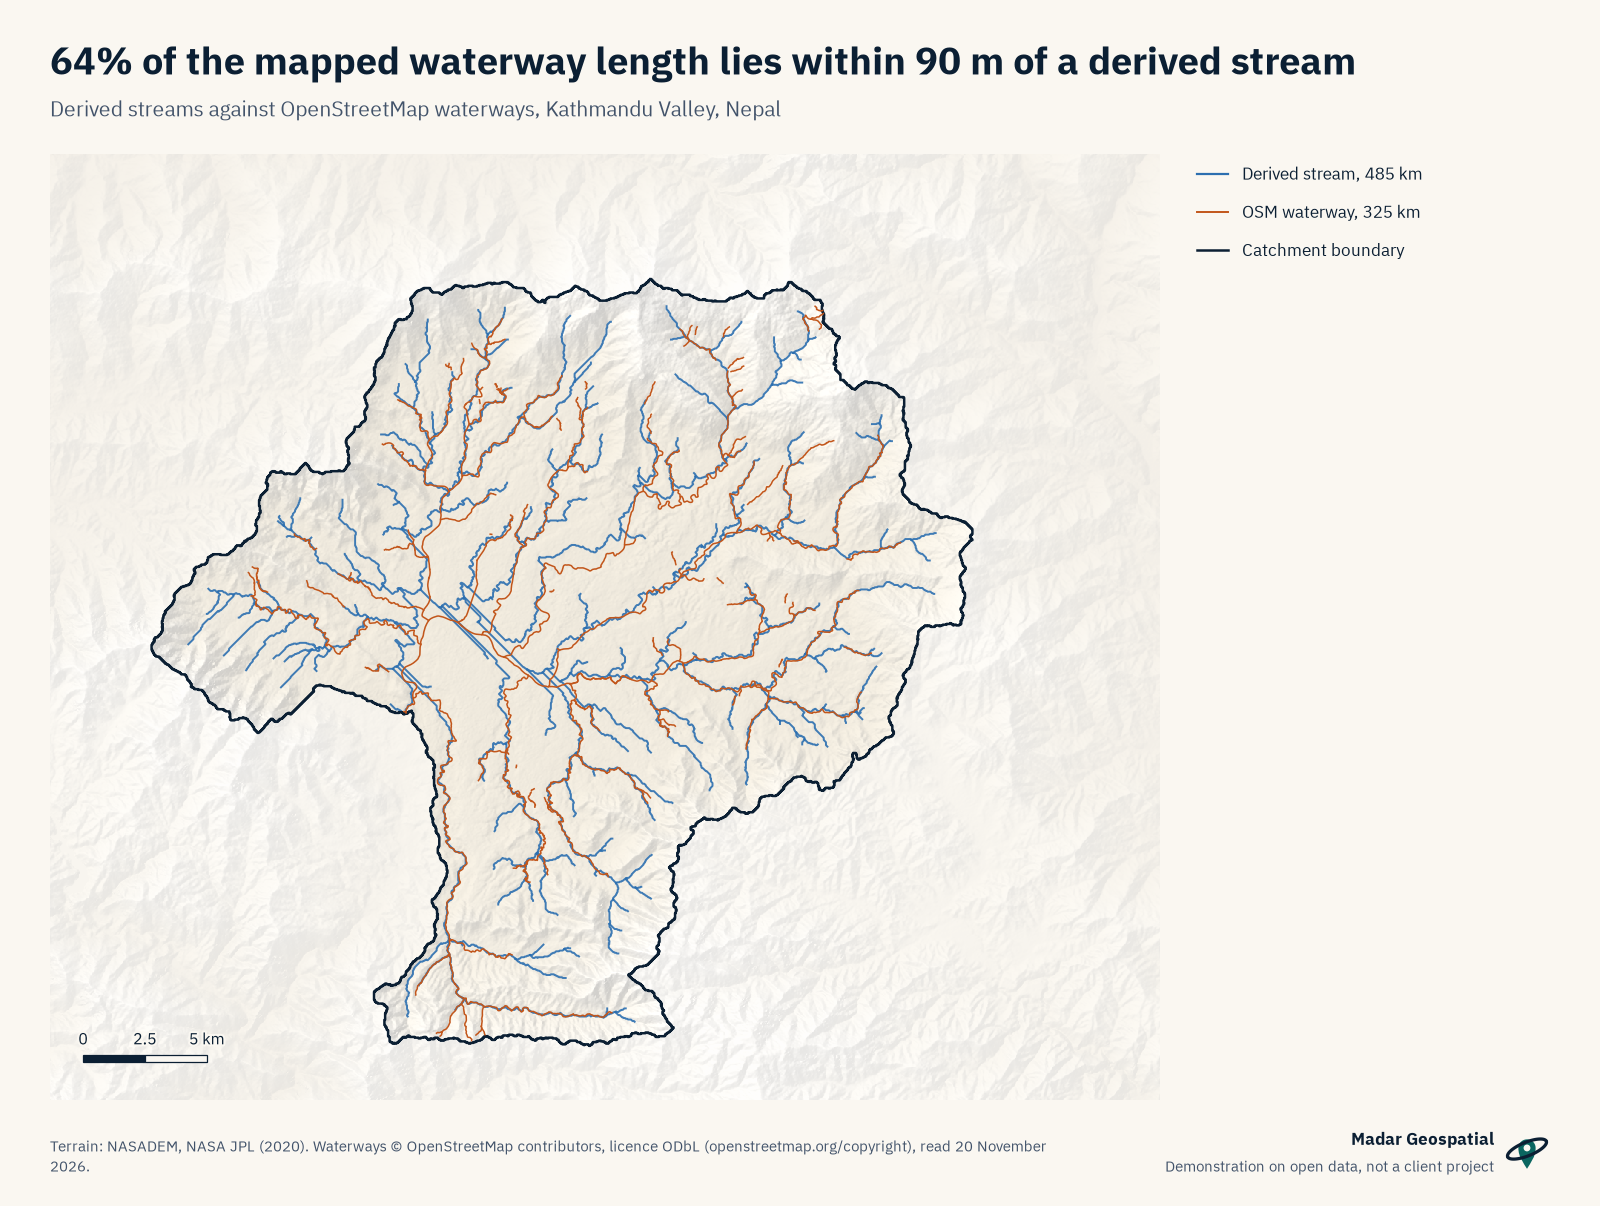 64% of the mapped waterway length lies within 90 m of a derived stream
Derived streams against OpenStreetMap waterways, Kathmandu Valley, Nepal
Derived stream, 485 km
OSM waterway, 325 km
Catchment boundary
0 2.5 5 km
Terrain: NASADEM, NASA JPL (2020). Waterways © OpenStreetMap contributors, licence ODbL (openstreetmap.org/copyright), read 20 November
2026.
Madar Geospatial
Demonstration on open data, not a client project